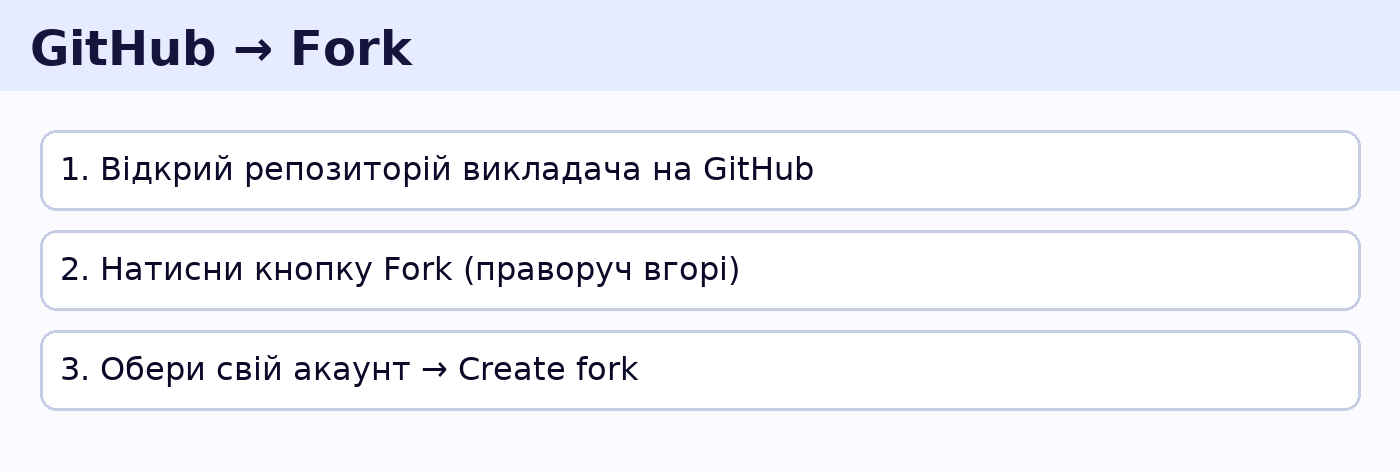 GitHub → Fork
1. Відкрий репозиторій викладача на GitHub
2. Натисни кнопку Fork (праворуч вгорі)
3. Обери свій акаунт → Create fork